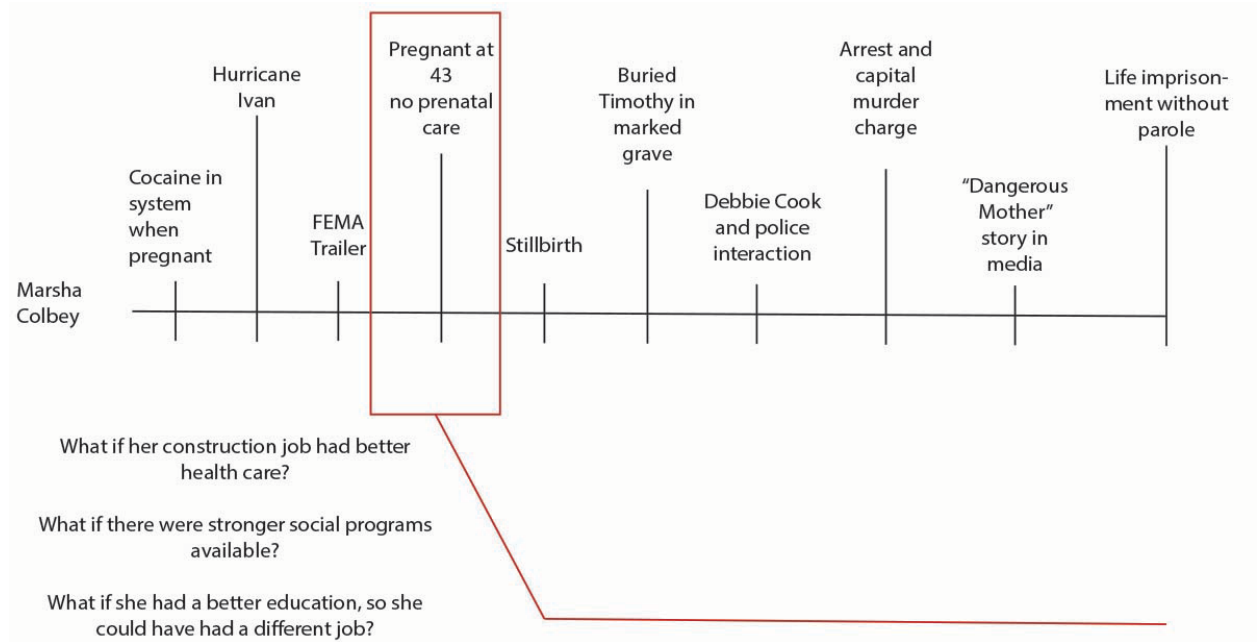 Marsha
Colbey
Cocaine in
system
when
pregnant
Hurricane
Ivan
FEMA
Trailer
Pregnant at
43
no prenatal
care
Stillbirth
Buried
Timothy in
marked
grave
Debbie Cook
and police
interaction
Arrest and
capital
murder
charge
“Dangerous
Mother”
story in
media
Life imprison-
ment without
parole
What if her construction job had better
health care?
What if there were stronger social programs
available?
What if she had a better education, so she
could have had a different job?